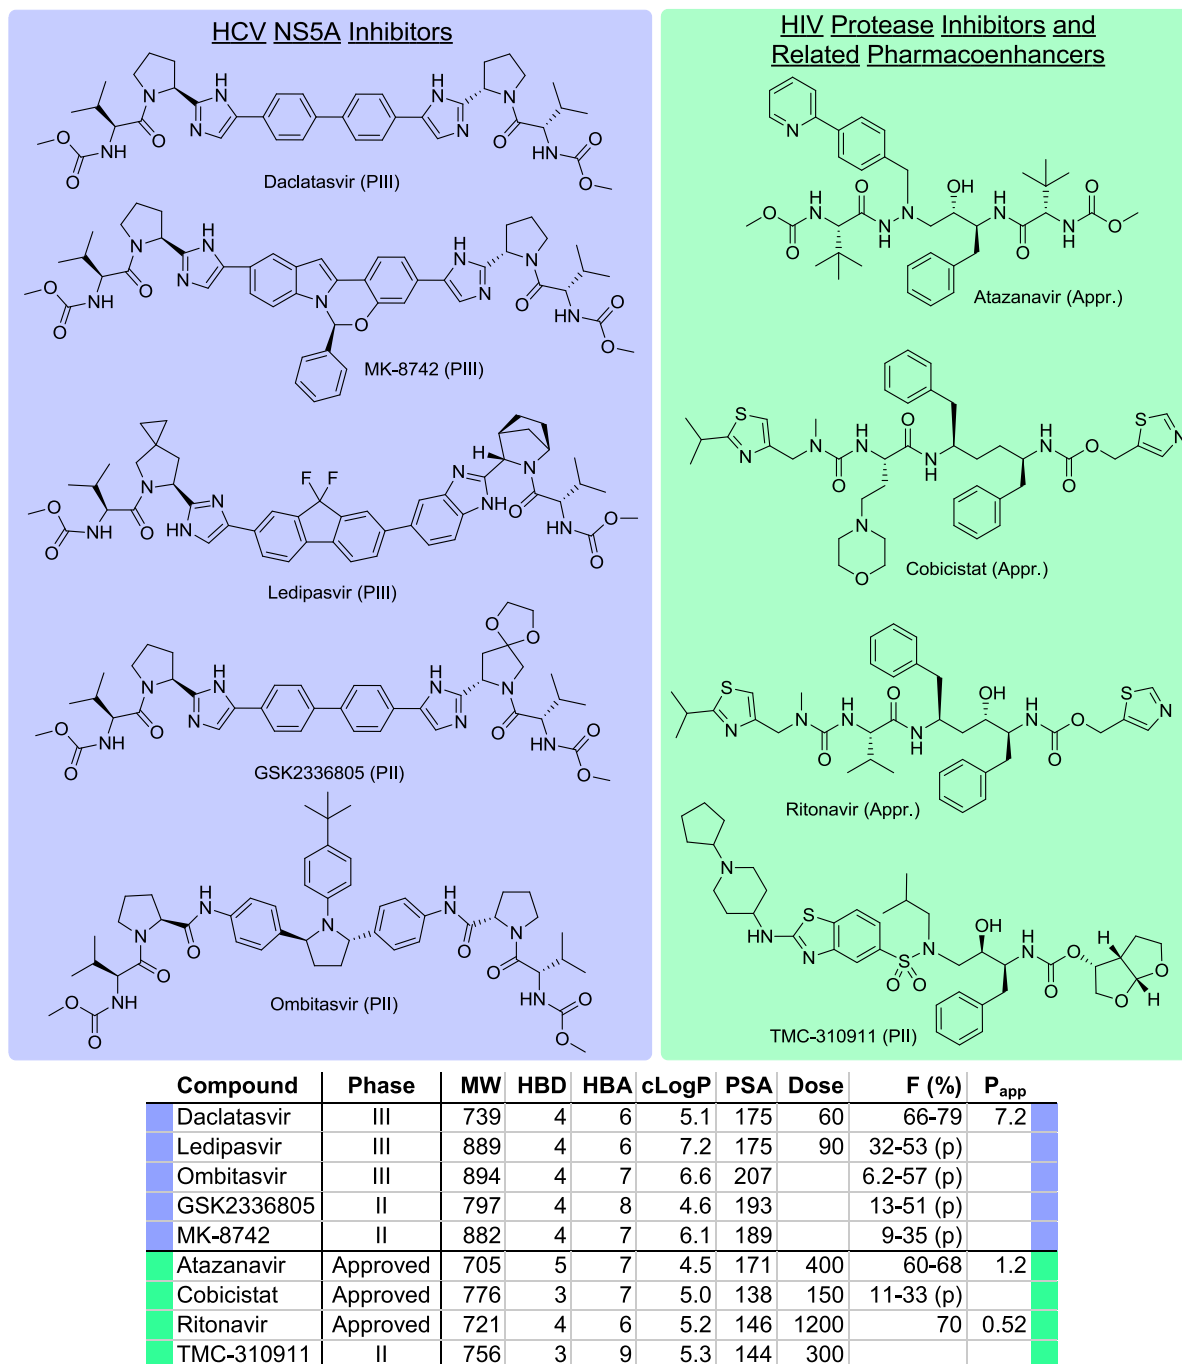 HCV NS5A Inhibitors
Daclatasvir (PIII)
MK-8742 (PIII)
Ledipasvir (PIII)
GSK2336805 (PII)
Ombitasvir (PII)
HIV Protease Inhibitors and
Related Pharmacoenhancers
Atazanavir (Appr.)
Cobicistat (Appr.)
Ritonavir (Appr.)
TMC-310911 (PII)
Compound Phase MW HBD HBA cLogP PSA Dose F (%) Papp
Daclatasvir III 739 4 6 5.1 175 60 66-79 7.2
Ledipasvir III 889 4 6 7.2 175 90 32-53 (p)
Ombitasvir III 894 4 7 6.6 207 6.2-57 (p)
GSK2336805 II 797 4 8 4.6 193 13-51 (p)
MK-8742 II 882 4 7 6.1 189 9-35 (p)
Atazanavir Approved 705 5 7 4.5 171 400 60-68 1.2
Cobicistat Approved 776 3 7 5.0 138 150 11-33 (p)
Ritonavir Approved 721 4 6 5.2 146 1200 70 0.52
TMC-310911 II 756 3 9 5.3 144 300